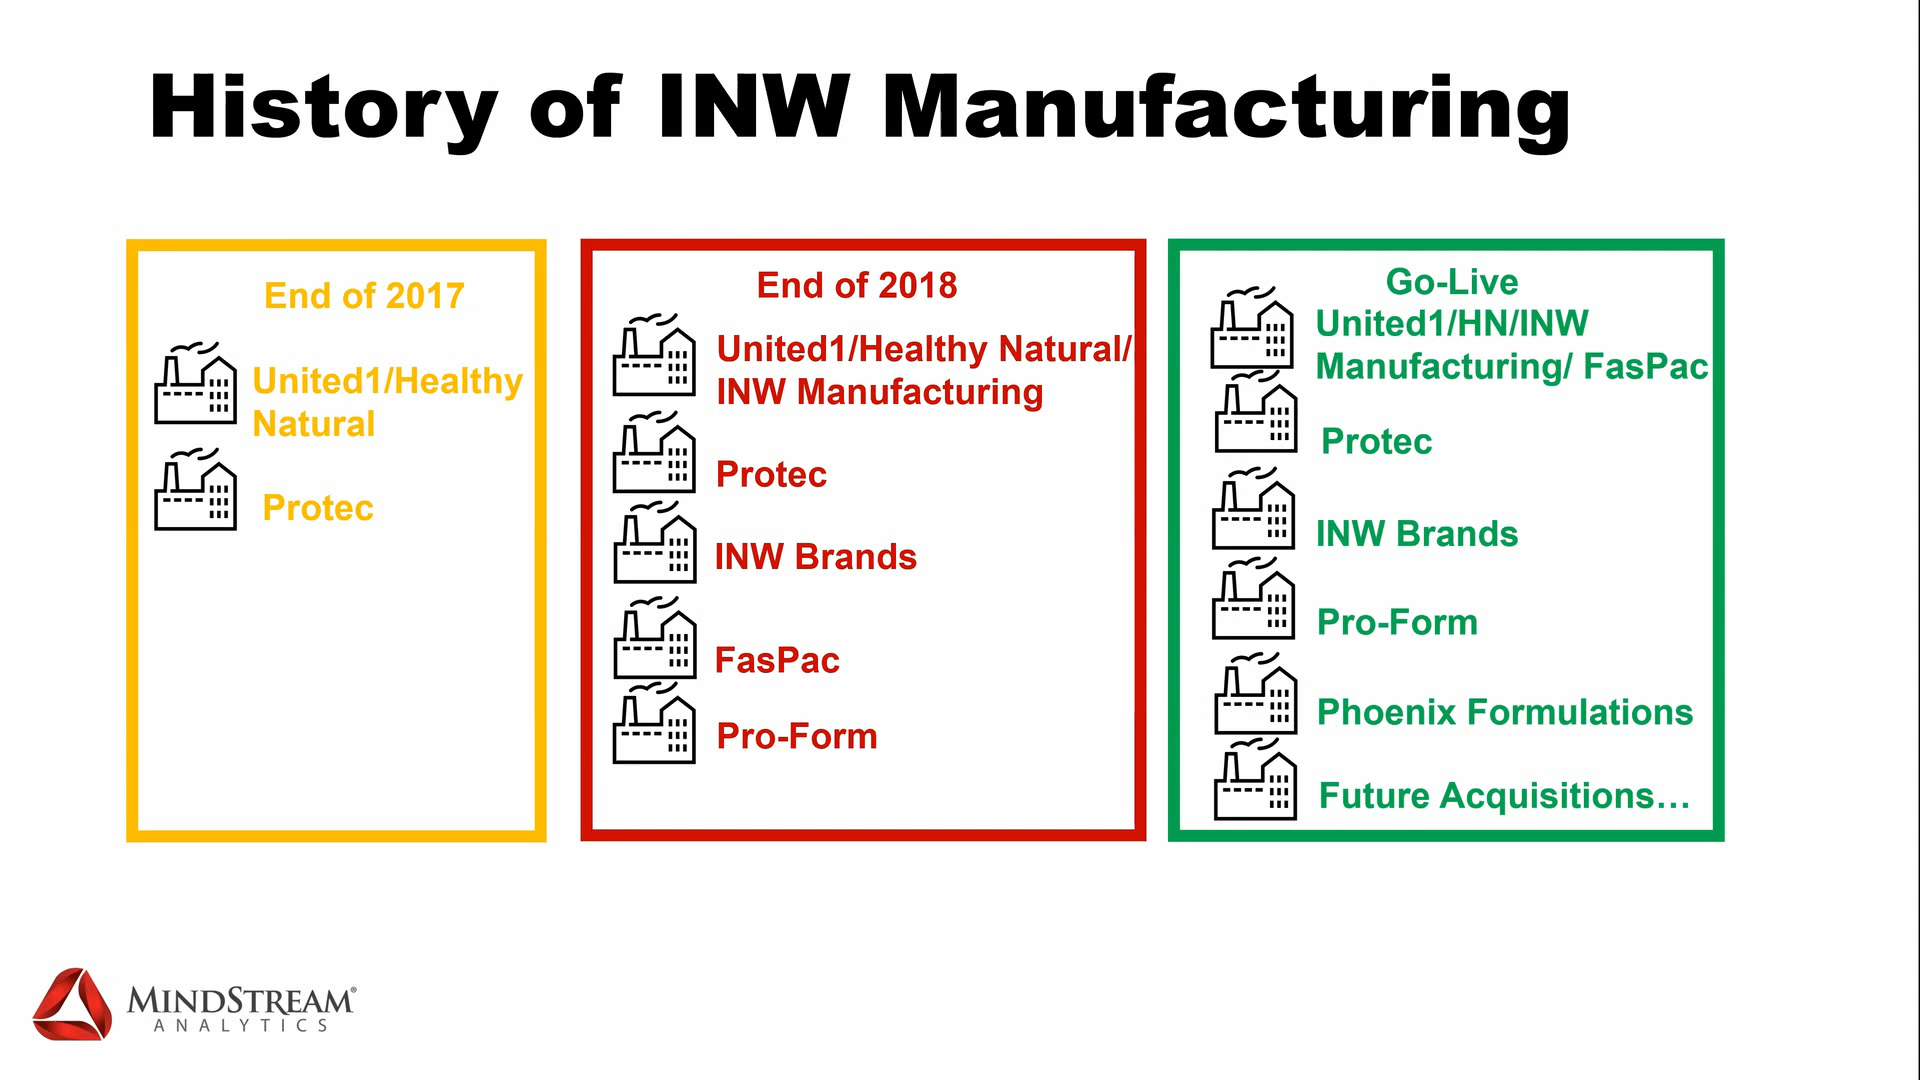 History of INW Manufacturing
End of 2017
United1/Healthy
Natural
Protec
End of 2018
United1/Healthy Natural/
INW Manufacturing
Protec
INW Brands
FasPac
Pro-Form
Go-Live
United1/HN/INW
Manufacturing/ FasPac
Protec
INW Brands
Pro-Form
Phoenix Formulations
Future Acquisitions…
MINDSTREAM®
ANALYTICS